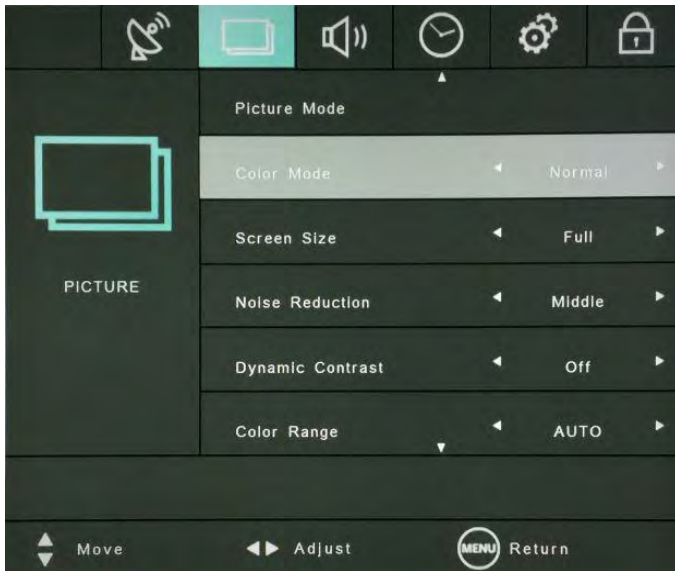 Picture Mode
Color Mode Normal
Screen Size Full
PICTURE
Noise Reduction Middle
Dynamic Contrast Off
Color Range AUTO
Move Adjust MENU Return